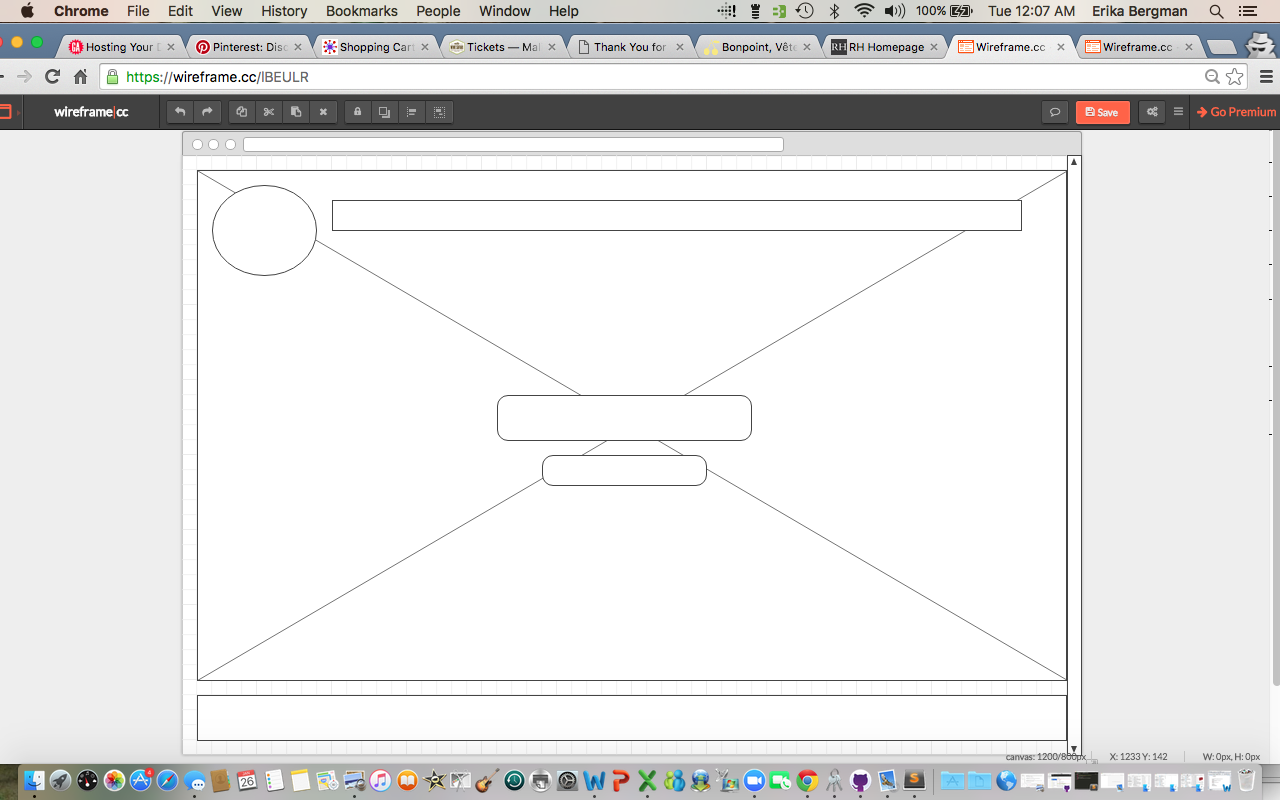 Chrome File Edit View History Bookmarks People Window Help 100% Tue 12:07 AM Erika Bergman
Hosting Your D Pinterest: Disc Shopping Cart Tickets — Mal Thank You for Bonpoint, Vête RH RH Homepage Wireframe.cc Wireframe.cc
https://wireframe.cc/lBEULR
wireframe|cc Save Go Premium
canvas: 1200/800px X: 1233 Y: 142 W: 0px, H: 0px
26